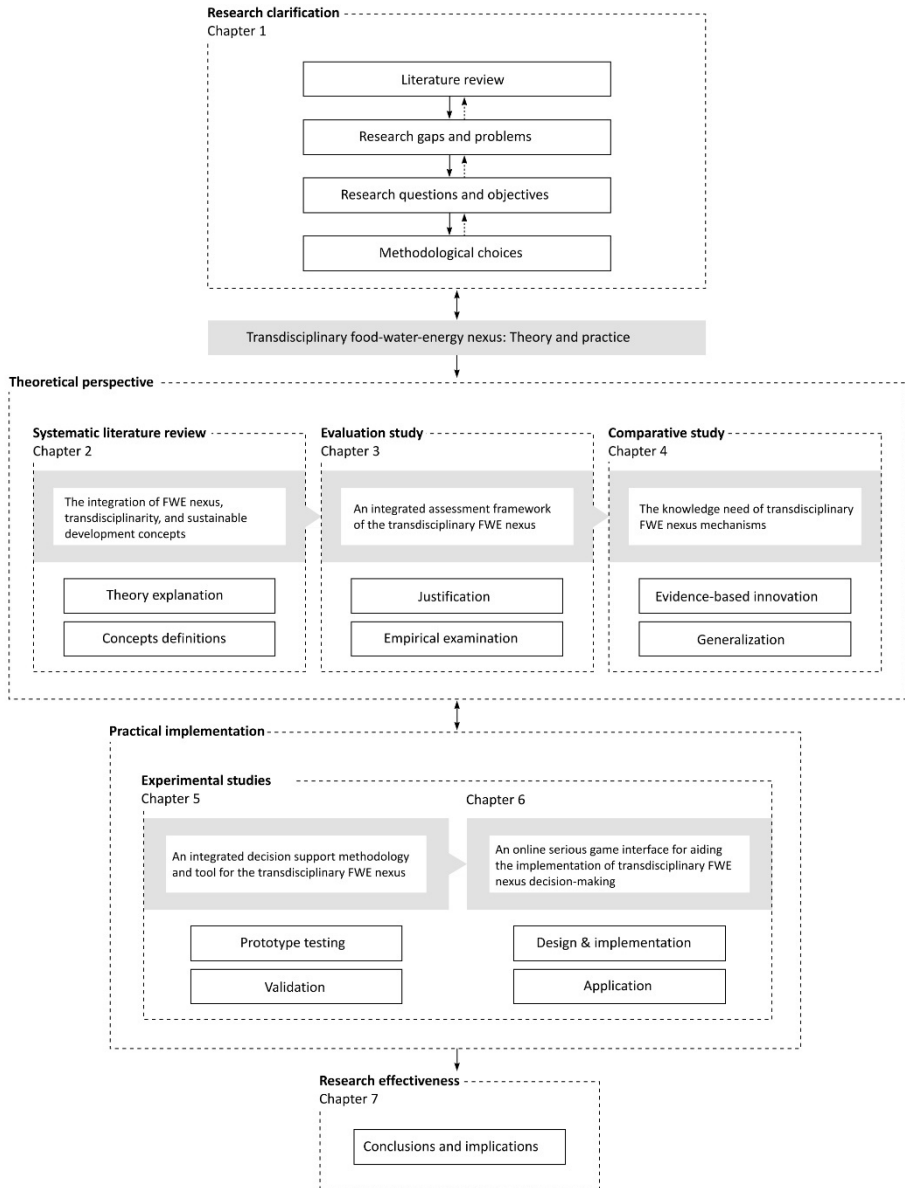 Research clarification
Chapter 1
Literature review
Research gaps and problems
Research questions and objectives
Methodological choices
Transdisciplinary food-water-energy nexus: Theory and practice
Theoretical perspective
Systematic literature review
Chapter 2
The integration of FWE nexus,
transdisciplinarity, and sustainable
development concepts
Theory explanation
Concepts definitions
Evaluation study
Chapter 3
An integrated assessment framework
of the transdisciplinary FWE nexus
Justification
Empirical examination
Comparative study
Chapter 4
The knowledge need of transdisciplinary
FWE nexus mechanisms
Evidence-based innovation
Generalization
Practical implementation
Experimental studies
Chapter 5
An integrated decision support methodology
and tool for the transdisciplinary FWE nexus
Prototype testing
Validation
Chapter 6
An online serious game interface for aiding
the implementation of transdisciplinary FWE
nexus decision-making
Design & implementation
Application
Research effectiveness
Chapter 7
Conclusions and implications